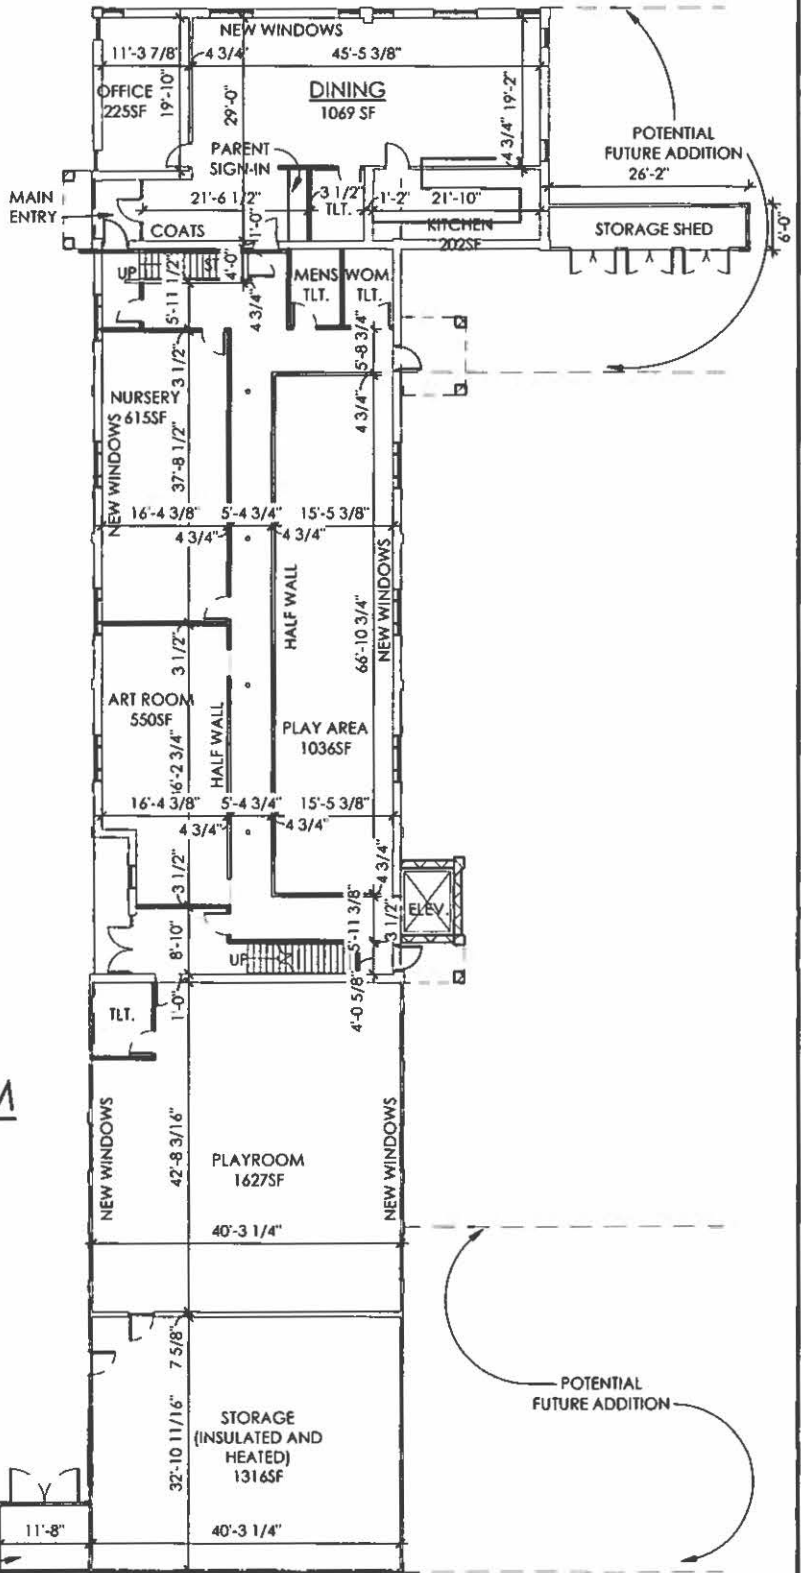 NEW WINDOWS
11'-3 7/8"
4 3/4"
45'-5 3/8"
OFFICE
225SF
19'-10"
29'-0"
DINING
1069 SF
19'-2"
4 3/4"
POTENTIAL
FUTURE ADDITION
26'-2"
PARENT
SIGN-IN
MAIN
ENTRY
21'-6 1/2"
3 1/2"
TLT.
1'-2"
21'-10"
COATS
1'-0"
KITCHEN
202SF
STORAGE SHED
6'-0"
UP
ST
5'-11 1/2"
4'-0"
4 3/4"
MENS
TLT.
WOM.
TLT.
5'-8 3/4"
3 1/2"
4 3/4"
NURSERY
615SF
NEW WINDOWS
37'-8 1/2"
16'-4 3/8"
5'-4 3/4"
15'-5 3/8"
4 3/4"
4 3/4"
HALF WALL
66'-10 3/4"
NEW WINDOWS
3 1/2"
ART ROOM
550SF
6'-2 3/4"
HALF WALL
PLAY AREA
1036SF
16'-4 3/8"
5'-4 3/4"
15'-5 3/8"
4 3/4"
4 3/4"
3 1/2"
4 3/4"
ELEV.
8'-10"
5'-11 3/8"
3 1/2"
UP
1'-0"
4'-0 5/8"
TLT.
M
NEW WINDOWS
42'-8 3/16"
PLAYROOM
1627SF
NEW WINDOWS
40'-3 1/4"
7 5/8"
32'-10 11/16"
STORAGE
(INSULATED AND
HEATED)
1316SF
POTENTIAL
FUTURE ADDITION
11'-8"
40'-3 1/4"